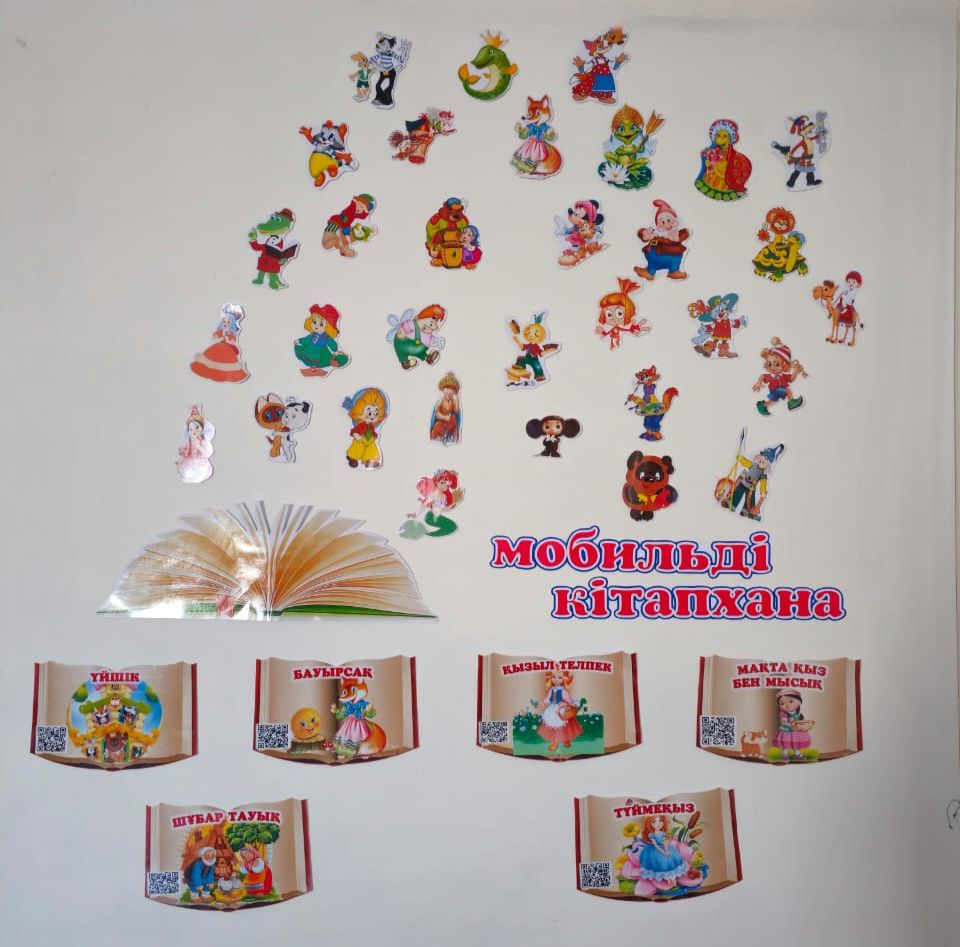 мобильді
кітапхана
ҮЙШІК
БАУЫРСАҚ
ҚЫЗЫЛ ТЕЛПЕК
МАҚТА ҚЫЗ
БЕН МЫСЫҚ
ШҰБАР ТАУЫҚ
ТҮЙМЕҚЫЗ